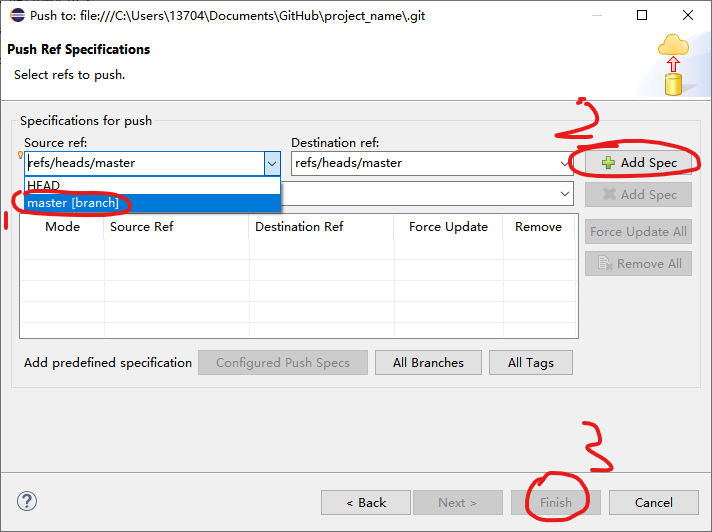 Push to: file:///C:\Users\13704\Documents\GitHub\project_name\.git
Push Ref Specifications
Select refs to push.
Specifications for push
2
Source ref:
Destination ref:
refs/heads/master
refs/heads/master
Add Spec
HEAD
master [branch]
Add Spec
1
Mode
Source Ref
Destination Ref
Force Update
Remove
Force Update All
Remove All
Add predefined specification
Configured Push Specs
All Branches
All Tags
3
< Back
Next >
Finish
Cancel